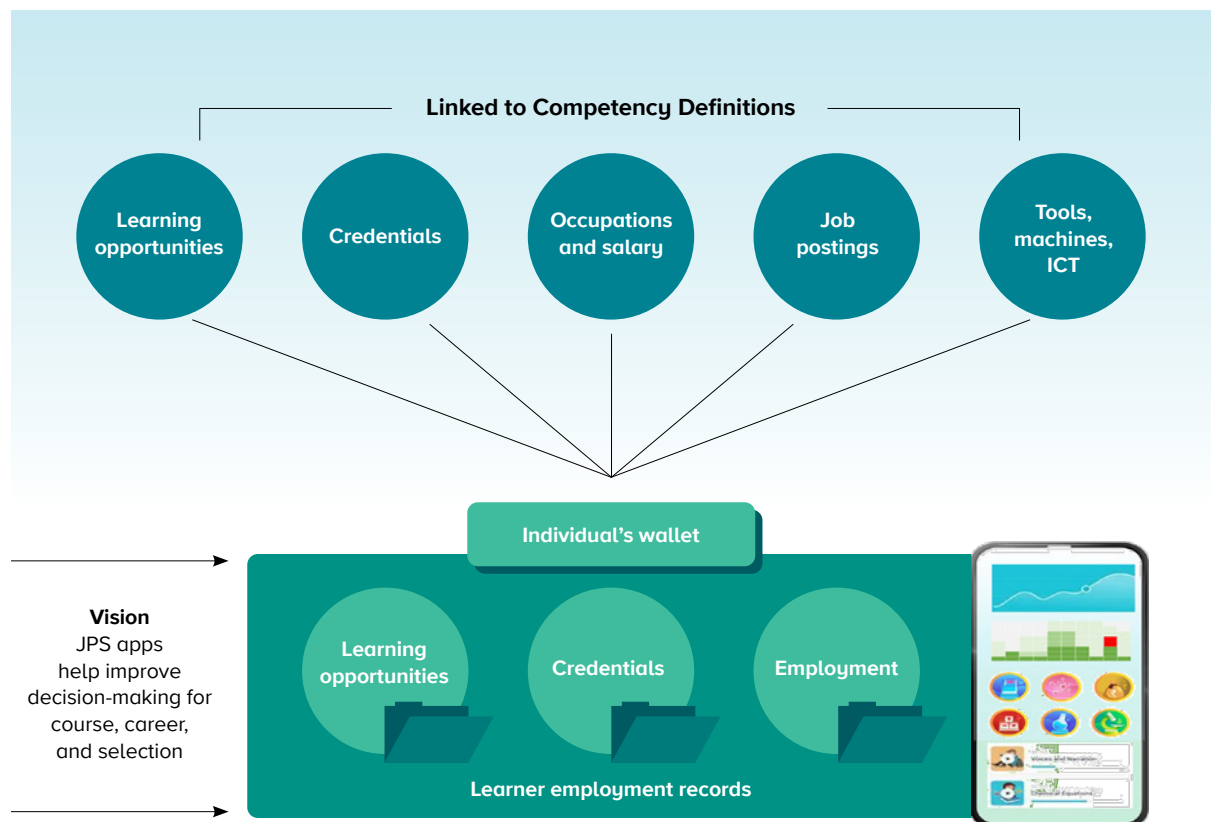 Linked to Competency Definitions
Learning
opportunities
Credentials
Occupations
and salary
Job
postings
Tools,
machines,
ICT
Individual’s wallet
Vision
JPS apps
help improve
decision-making for
course, career,
and selection
Learning
opportunities
Credentials
Employment
Learner employment records